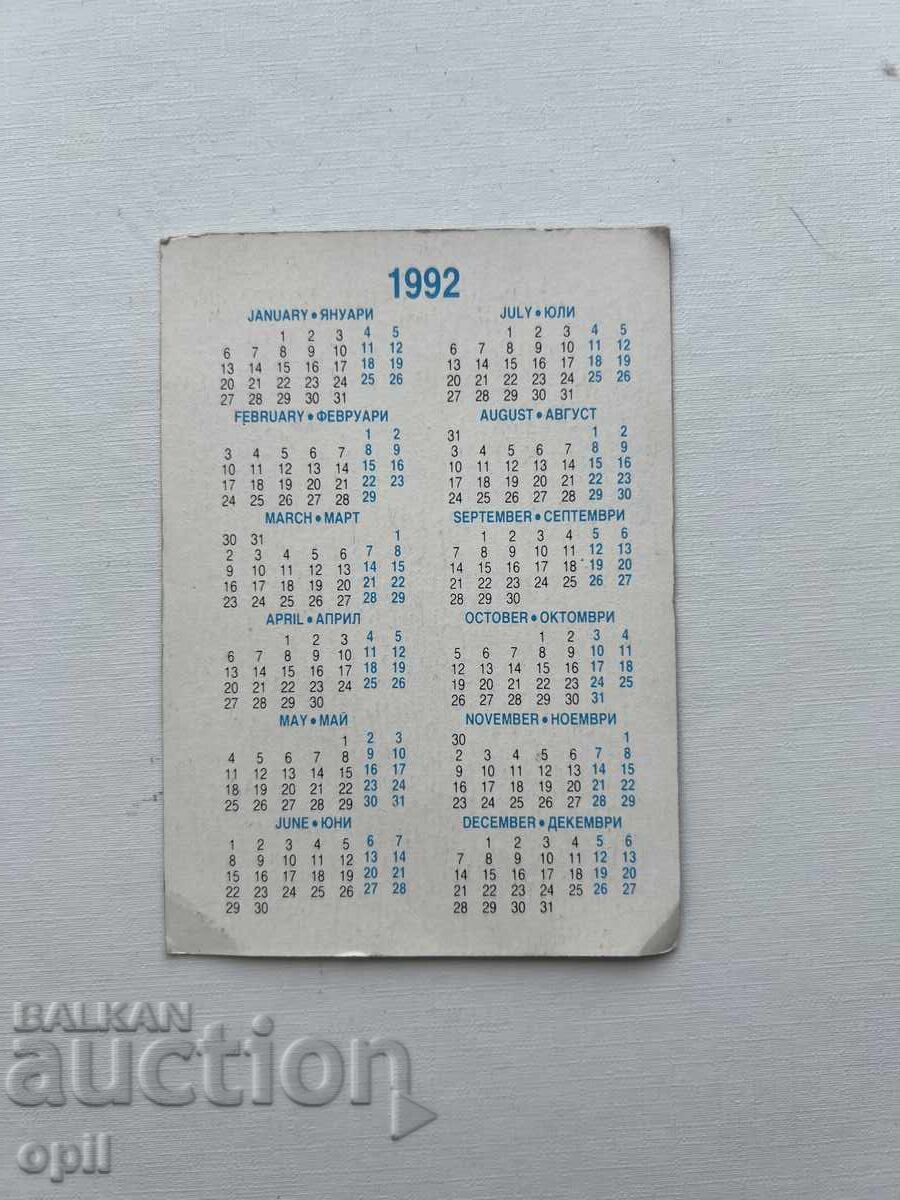 1992
JANUARY • ЯНУАРИ
1 2 3 4 5
6 7 8 9 10 11 12
13 14 15 16 17 18 19
20 21 22 23 24 25 26
27 28 29 30 31
FEBRUARY • ФЕВРУАРИ
1 2
3 4 5 6 7 8 9
10 11 12 13 14 15 16
17 18 19 20 21 22 23
24 25 26 27 28 29
MARCH • МАРТ
30 31 1
2 3 4 5 6 7 8
9 10 11 12 13 14 15
16 17 18 19 20 21 22
23 24 25 26 27 28 29
APRIL • АПРИЛ
1 2 3 4 5
6 7 8 9 10 11 12
13 14 15 16 17 18 19
20 21 22 23 24 25 26
27 28 29 30
MAY • МАЙ
1 2 3
4 5 6 7 8 9 10
11 12 13 14 15 16 17
18 19 20 21 22 23 24
25 26 27 28 29 30 31
JUNE • ЮНИ
1 2 3 4 5 6 7
8 9 10 11 12 13 14
15 16 17 18 19 20 21
22 23 24 25 26 27 28
29 30
JULY • ЮЛИ
1 2 3 4 5
6 7 8 9 10 11 12
13 14 15 16 17 18 19
20 21 22 23 24 25 26
27 28 29 30 31
AUGUST • АВГУСТ
31 1 2
3 4 5 6 7 8 9
10 11 12 13 14 15 16
17 18 19 20 21 22 23
24 25 26 27 28 29 30
SEPTEMBER • СЕПТЕМВРИ
1 2 3 4 5 6
7 8 9 10 11 12 13
14 15 16 17 18 19 20
21 22 23 24 25 26 27
28 29 30
OCTOBER • ОКТОМВРИ
1 2 3 4
5 6 7 8 9 10 11
12 13 14 15 16 17 18
19 20 21 22 23 24 25
26 27 28 29 30 31
NOVEMBER • НОЕМВРИ
30 1
2 3 4 5 6 7 8
9 10 11 12 13 14 15
16 17 18 19 20 21 22
23 24 25 26 27 28 29
DECEMBER • ДЕКЕМВРИ
1 2 3 4 5 6
7 8 9 10 11 12 13
14 15 16 17 18 19 20
21 22 23 24 25 26 27
28 29 30 31
BALKAN
auction
opil